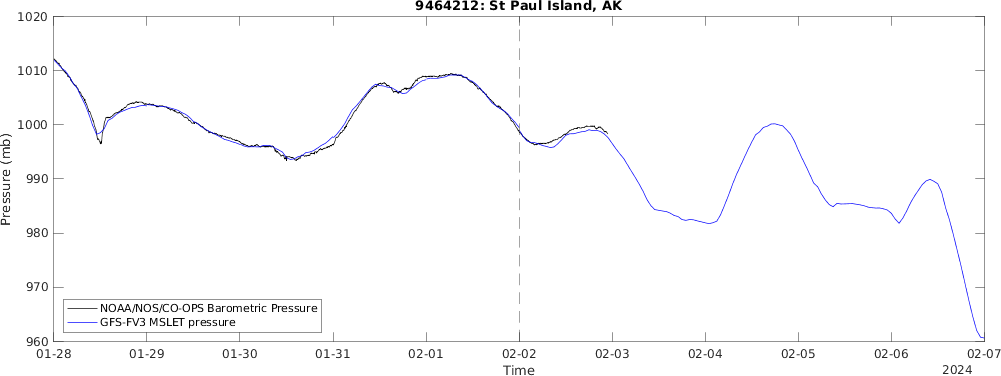 9464212: St Paul Island, AK
1020
1010
1000
990
980
970
960
Pressure (mb)
NOAA/NOS/CO-OPS Barometric Pressure
GFS-FV3 MSLET pressure
01-28 01-29 01-30 01-31 02-01 02-02 02-03 02-04 02-05 02-06 02-07
Time
2024